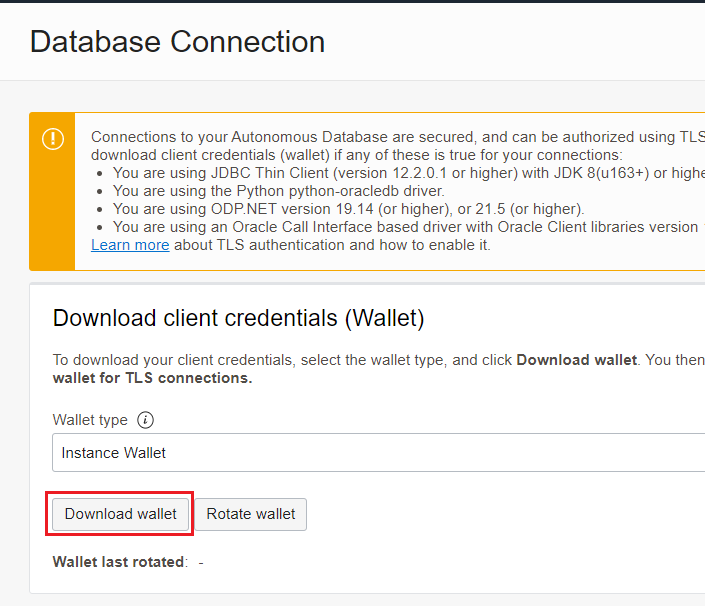 Database Connection
Connections to your Autonomous Database are secured, and can be authorized using TLS
download client credentials (wallet) if any of these is true for your connections:
• You are using JDBC Thin Client (version 12.2.0.1 or higher) with JDK 8(u163+) or highe
• You are using the Python python-oracledb driver.
• You are using ODP.NET version 19.14 (or higher), or 21.5 (or higher).
• You are using an Oracle Call Interface based driver with Oracle Client libraries version
Learn more about TLS authentication and how to enable it.
Download client credentials (Wallet)
To download your client credentials, select the wallet type, and click Download wallet. You then
wallet for TLS connections.
Wallet type
Instance Wallet
Download wallet Rotate wallet
Wallet last rotated: -